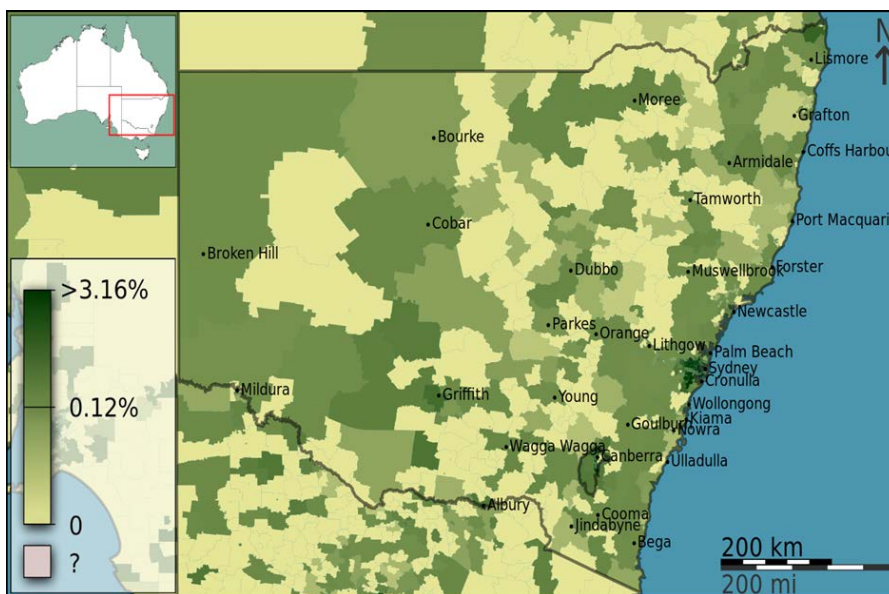 N
Lismore
Moree
Grafton
Bourke
Coffs Harbou
Armidale
Tamworth
Cobar
Port Macquari
Broken Hill
Forster
Dubbo
Muswellbrook
>3.16%
Newcastle
Parkes
Orange
Lithgow
Palm Beach
Sydney
Cronulla
Mildura
Griffith
Young
Wollongong
0.12%
Kiama
Goulburn
Nowra
Wagga Wagga
Canberra
Ulladulla
Albury
Cooma
0
Jindabyne
Bega
200 km
?
200 mi